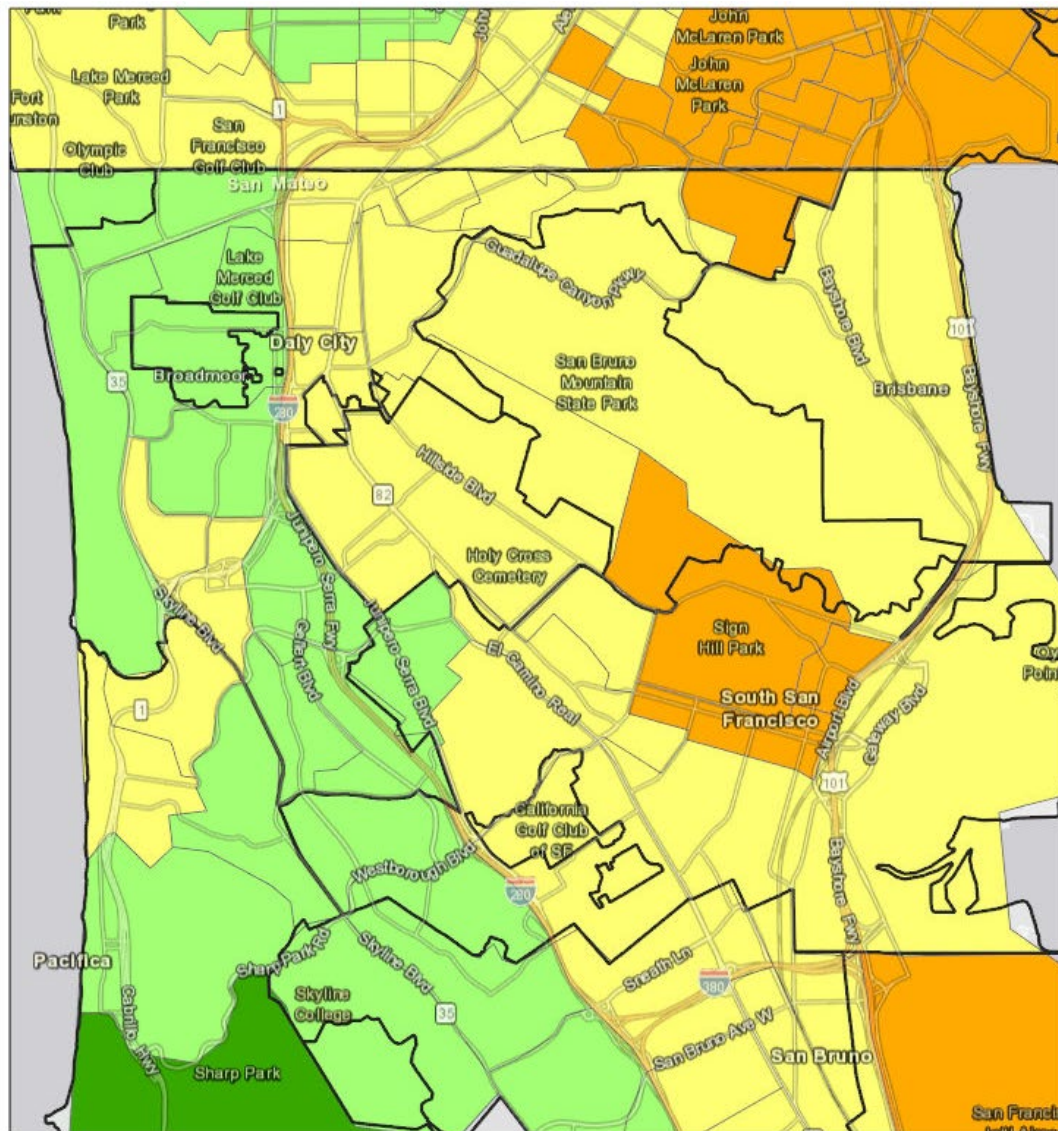 Park
John
McLaren Park
Lake Merced
Park
John
McLaren
Park
Fort
1
San
Francisco
Golf Club
Olympic
Club
San Mateo
Guadalupe Canyon Pkwy
Lake
Merced
Golf Club
Bayshore Blvd
101
Daly City
35
Broadmoor
280
San Bruno
Mountain
State Park
Brisbane
Bayshore Fwy
Hillside Blvd
82
Junipero Serra Fwy
Holy Cross
Cemetery
Skyline Blvd
Callan Blvd
Junipero Serra Blvd
Sign
Hill Park
El Camino Real
1
South San
Francisco
Airport Blvd
Gateway Blvd
101
California
Golf Club
of SF
Westborough Blvd
280
Bayshore Fwy
Pacifica
Sharp Park Rd
Skyline Blvd
Sneath Ln
380
Skyline
College
35
Cabrillo Hwy
San Bruno Ave W
San Bruno
Sharp Park